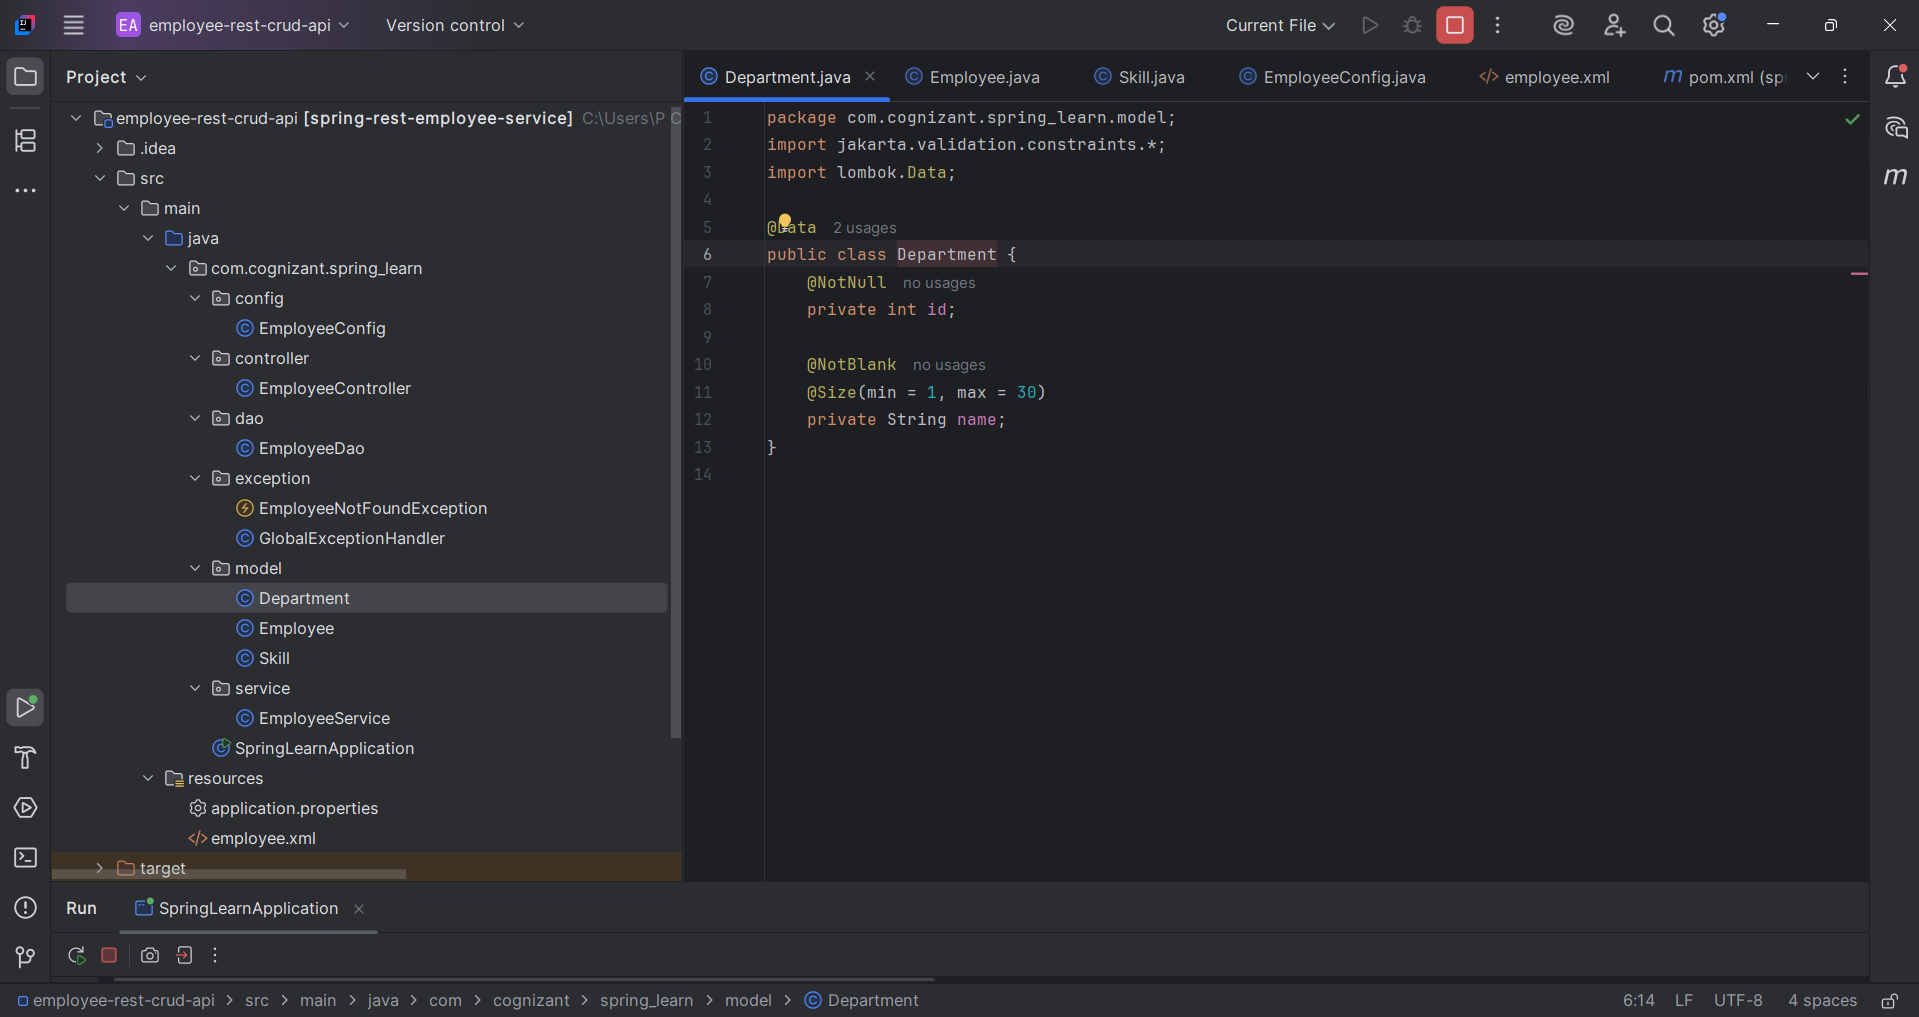 EA employee-rest-crud-api Version control Current File
Project
Department.java Employee.java Skill.java EmployeeConfig.java employee.xml pom.xml (sp
employee-rest-crud-api [spring-rest-employee-service] C:\Users\P C
.idea
src
main
java
com.cognizant.spring_learn
config
EmployeeConfig
controller
EmployeeController
dao
EmployeeDao
exception
EmployeeNotFoundException
GlobalExceptionHandler
model
Department
Employee
Skill
service
EmployeeService
SpringLearnApplication
resources
application.properties
employee.xml
target
1 package com.cognizant.spring_learn.model;
2 import jakarta.validation.constraints.*;
3 import lombok.Data;
4
5 @Data 2 usages
6 public class Department {
7 @NotNull no usages
8 private int id;
9
10 @NotBlank no usages
11 @Size(min = 1, max = 30)
12 private String name;
13 }
14
Run SpringLearnApplication
employee-rest-crud-api > src > main > java > com > cognizant > spring_learn > model > Department 6:14 LF UTF-8 4 spaces